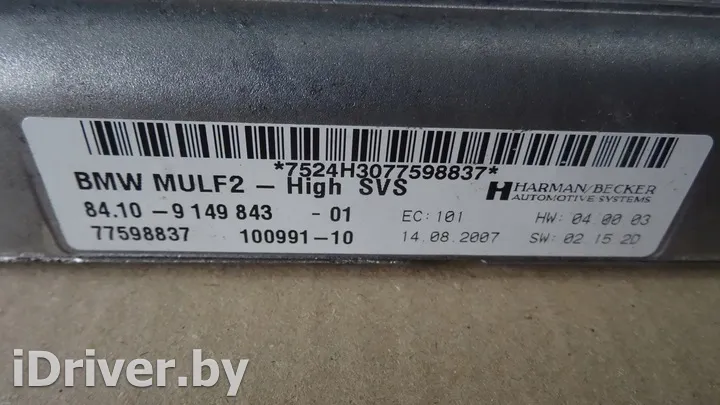 *7524H3077598837*
BMW MULF2 - High SVS
HARMAN/BECKER
AUTOMOTIVE SYSTEMS
84.10 - 9 149 843 - 01 EC: 101 HW: 04 00 03
77598837 100991-10 14.08.2007 SW: 02 15 2D
iDriver.by